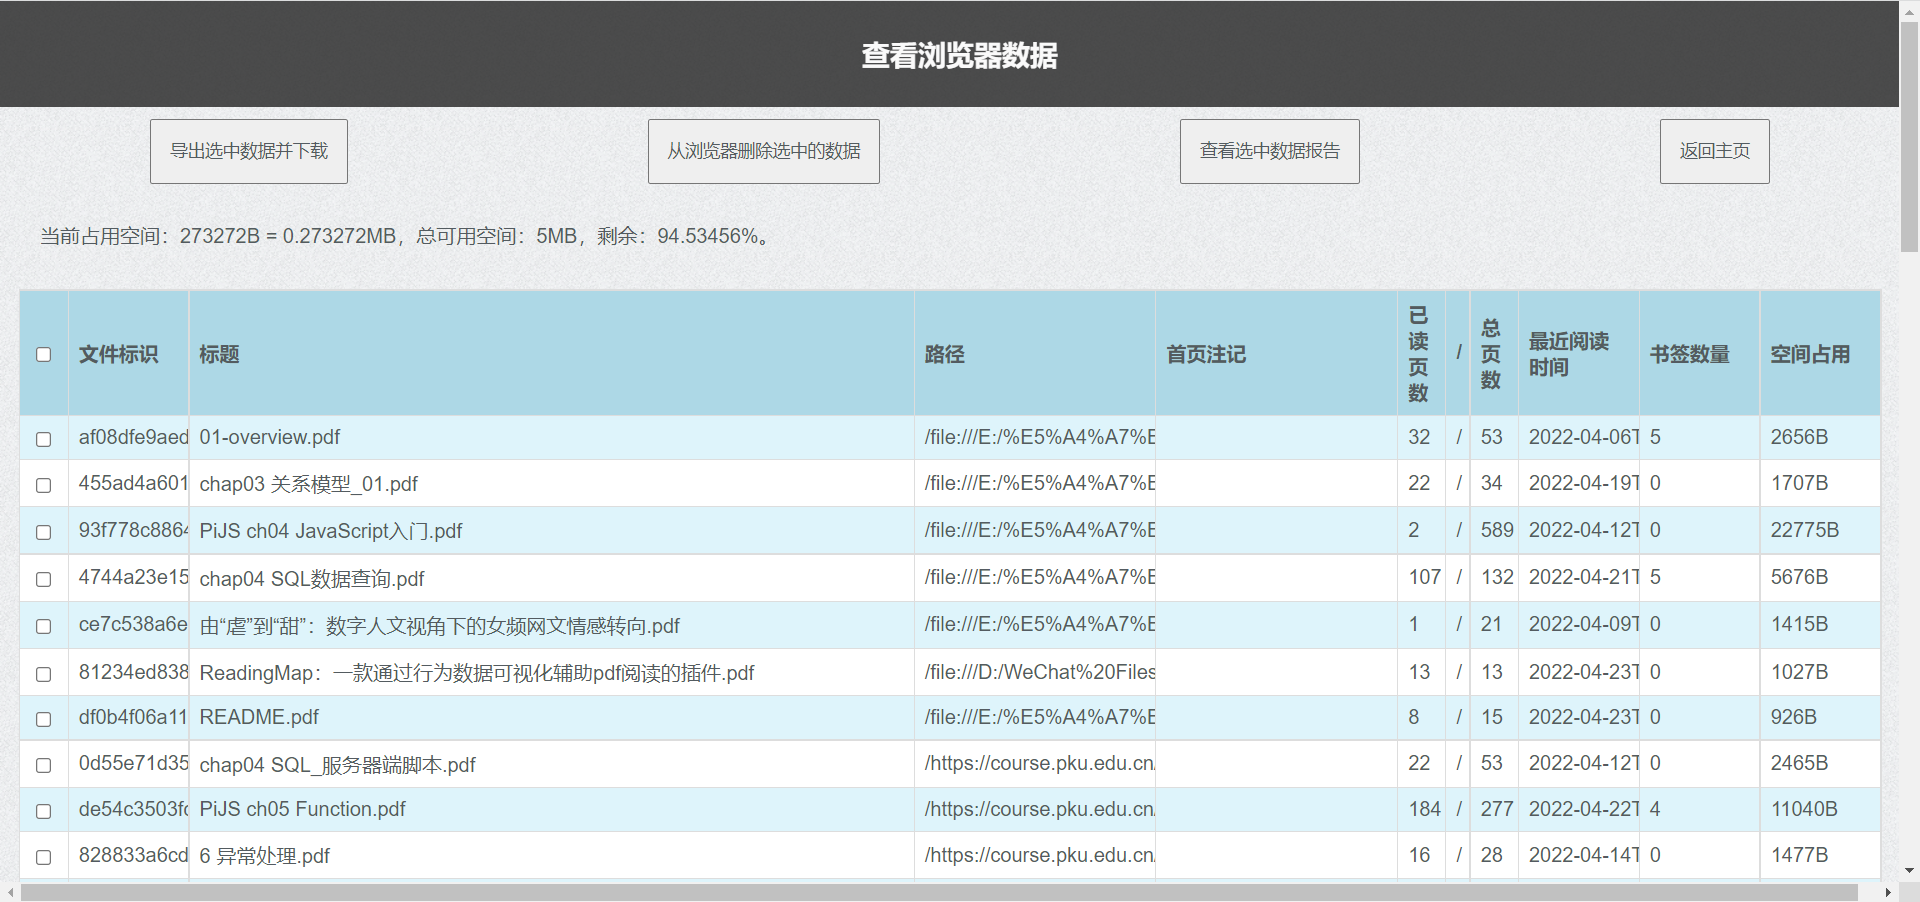 查看浏览器数据
导出选中数据并下载 从浏览器删除选中的数据 查看选中数据报告 返回主页
当前占用空间：273272B = 0.273272MB，总可用空间：5MB，剩余：94.53456%。
文件标识 标题 路径 首页注记 已读页数 / 总页数 最近阅读时间 书签数量 空间占用
af08dfe9aed 01-overview.pdf /file:///E:/%E5%A4%A7%E 32 / 53 2022-04-06T 5 2656B
455ad4a601 chap03 关系模型_01.pdf /file:///E:/%E5%A4%A7%E 22 / 34 2022-04-19T 0 1707B
93f778c8864 PiJS ch04 JavaScript入门.pdf /file:///E:/%E5%A4%A7%E 2 / 589 2022-04-12T 0 22775B
4744a23e15 chap04 SQL数据查询.pdf /file:///E:/%E5%A4%A7%E 107 / 132 2022-04-21T 5 5676B
ce7c538a6e 由“虐”到“甜”：数字人文视角下的女频网文情感转向.pdf /file:///E:/%E5%A4%A7%E 1 / 21 2022-04-09T 0 1415B
81234ed838 ReadingMap：一款通过行为数据可视化辅助pdf阅读的插件.pdf /file:///D:/WeChat%20Files 13 / 13 2022-04-23T 0 1027B
df0b4f06a11 README.pdf /file:///E:/%E5%A4%A7%E 8 / 15 2022-04-23T 0 926B
0d55e71d35 chap04 SQL_服务器端脚本.pdf /https://course.pku.edu.cn/ 22 / 53 2022-04-12T 0 2465B
de54c3503fc PiJS ch05 Function.pdf /https://course.pku.edu.cn/ 184 / 277 2022-04-22T 4 11040B
828833a6cd 6 异常处理.pdf /https://course.pku.edu.cn/ 16 / 28 2022-04-14T 0 1477B